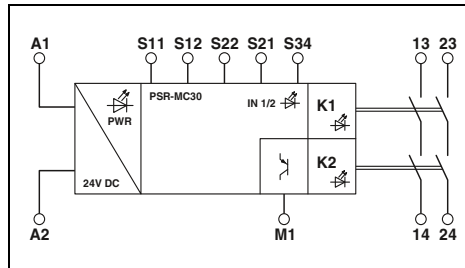 A1 S11 S12 S22 S21 S34 13 23
PSR-MC30 IN 1/2 K1
PWR
K2
24V DC
A2 M1 14 24